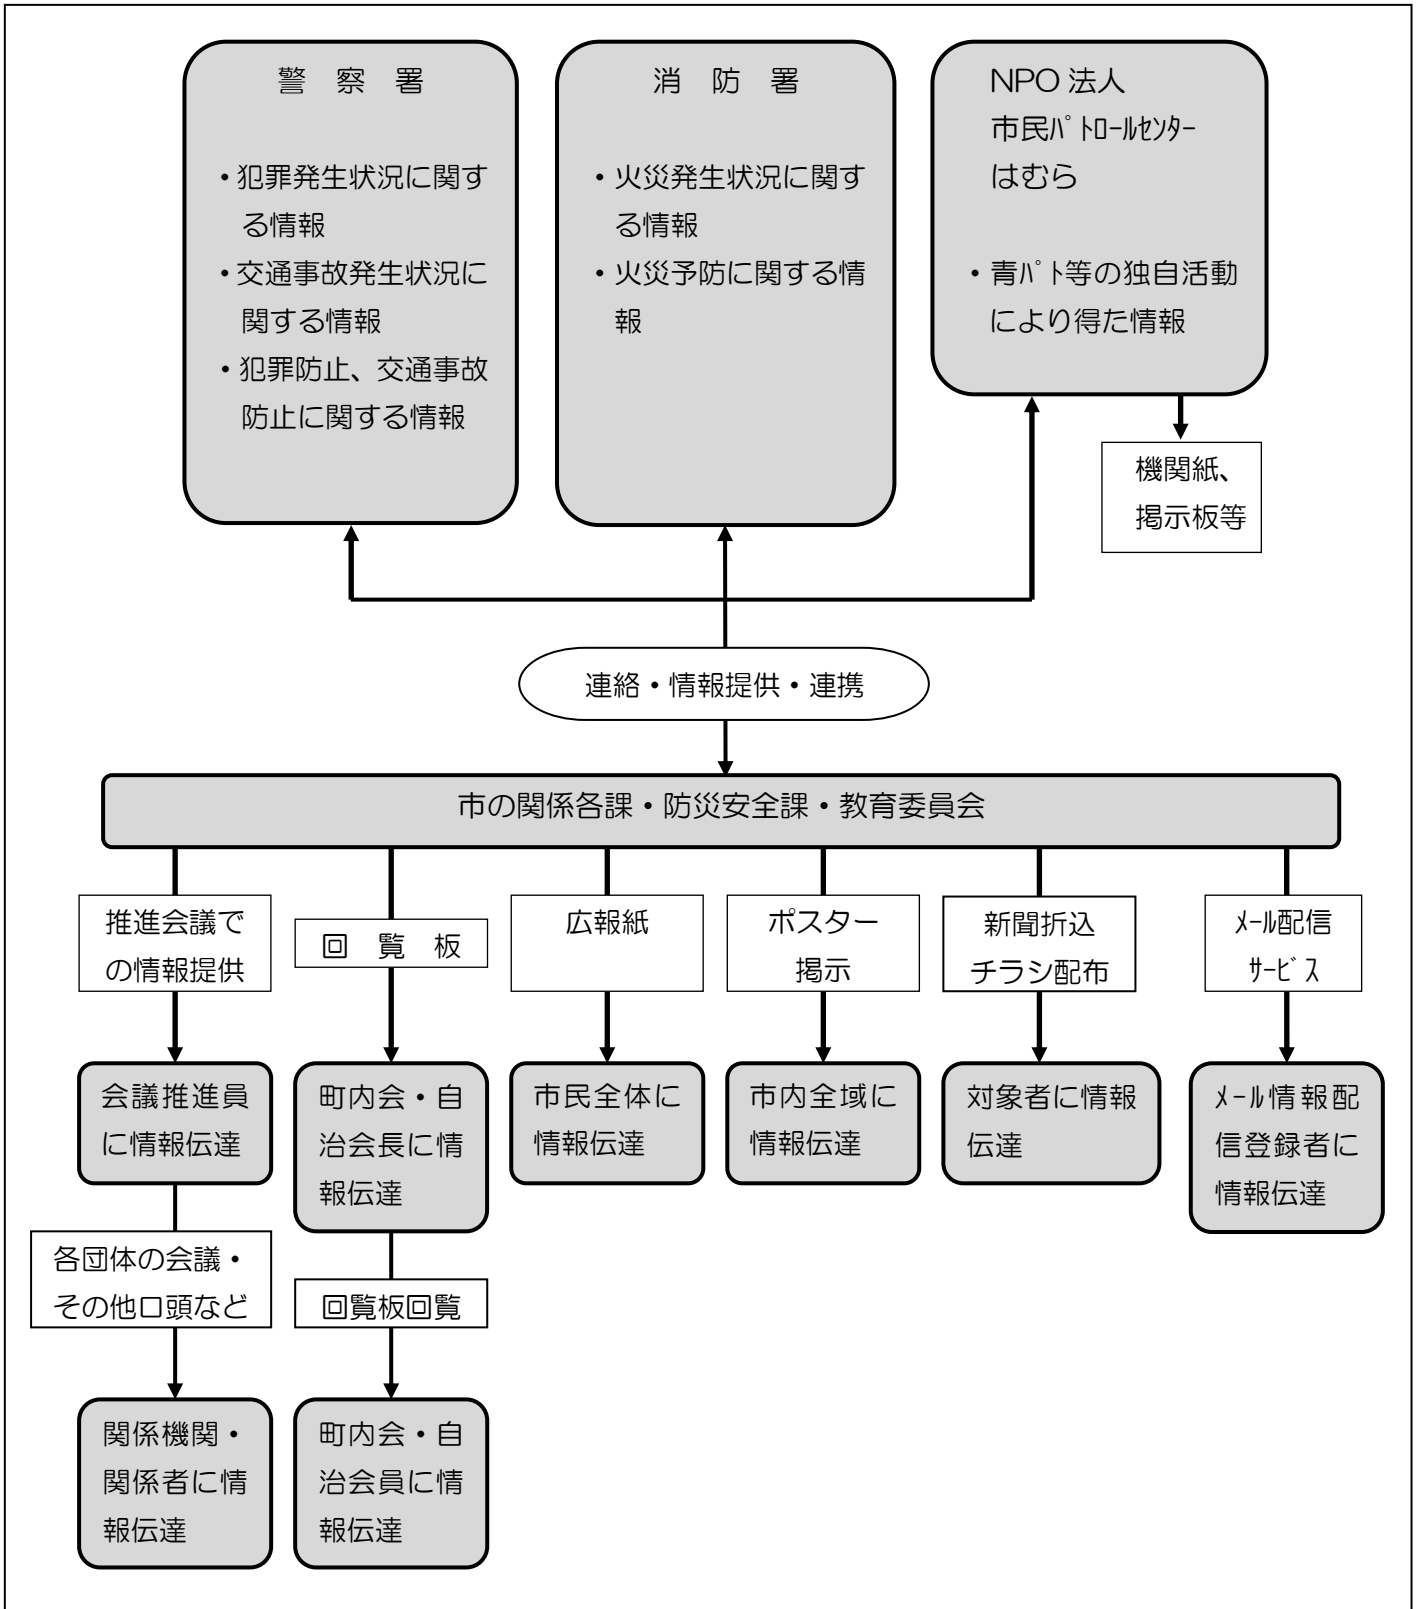 警　察　署
・犯罪発生状況に関す
る情報
・交通事故発生状況に
関する情報
・犯罪防止、交通事故
防止に関する情報
消　防　署
・火災発生状況に関す
る情報
・火災予防に関する情
報
NPO 法人
市民ﾊﾟﾄﾛｰﾙｾﾝﾀｰ
はむら
・青ﾊﾟﾄ等の独自活動
により得た情報
機関紙、
掲示板等
連絡・情報提供・連携
市の関係各課・防災安全課・教育委員会
推進会議で
の情報提供
回　覧　板
広報紙
ポスター
掲示
新聞折込
チラシ配布
ﾒｰﾙ配信
ｻｰﾋﾞｽ
会議推進員
に情報伝達
町内会・自
治会長に情
報伝達
市民全体に
情報伝達
市内全域に
情報伝達
対象者に情報
伝達
ﾒｰﾙ情報配
信登録者に
情報伝達
各団体の会議・
その他口頭など
回覧板回覧
関係機関・
関係者に情
報伝達
町内会・自
治会員に情
報伝達